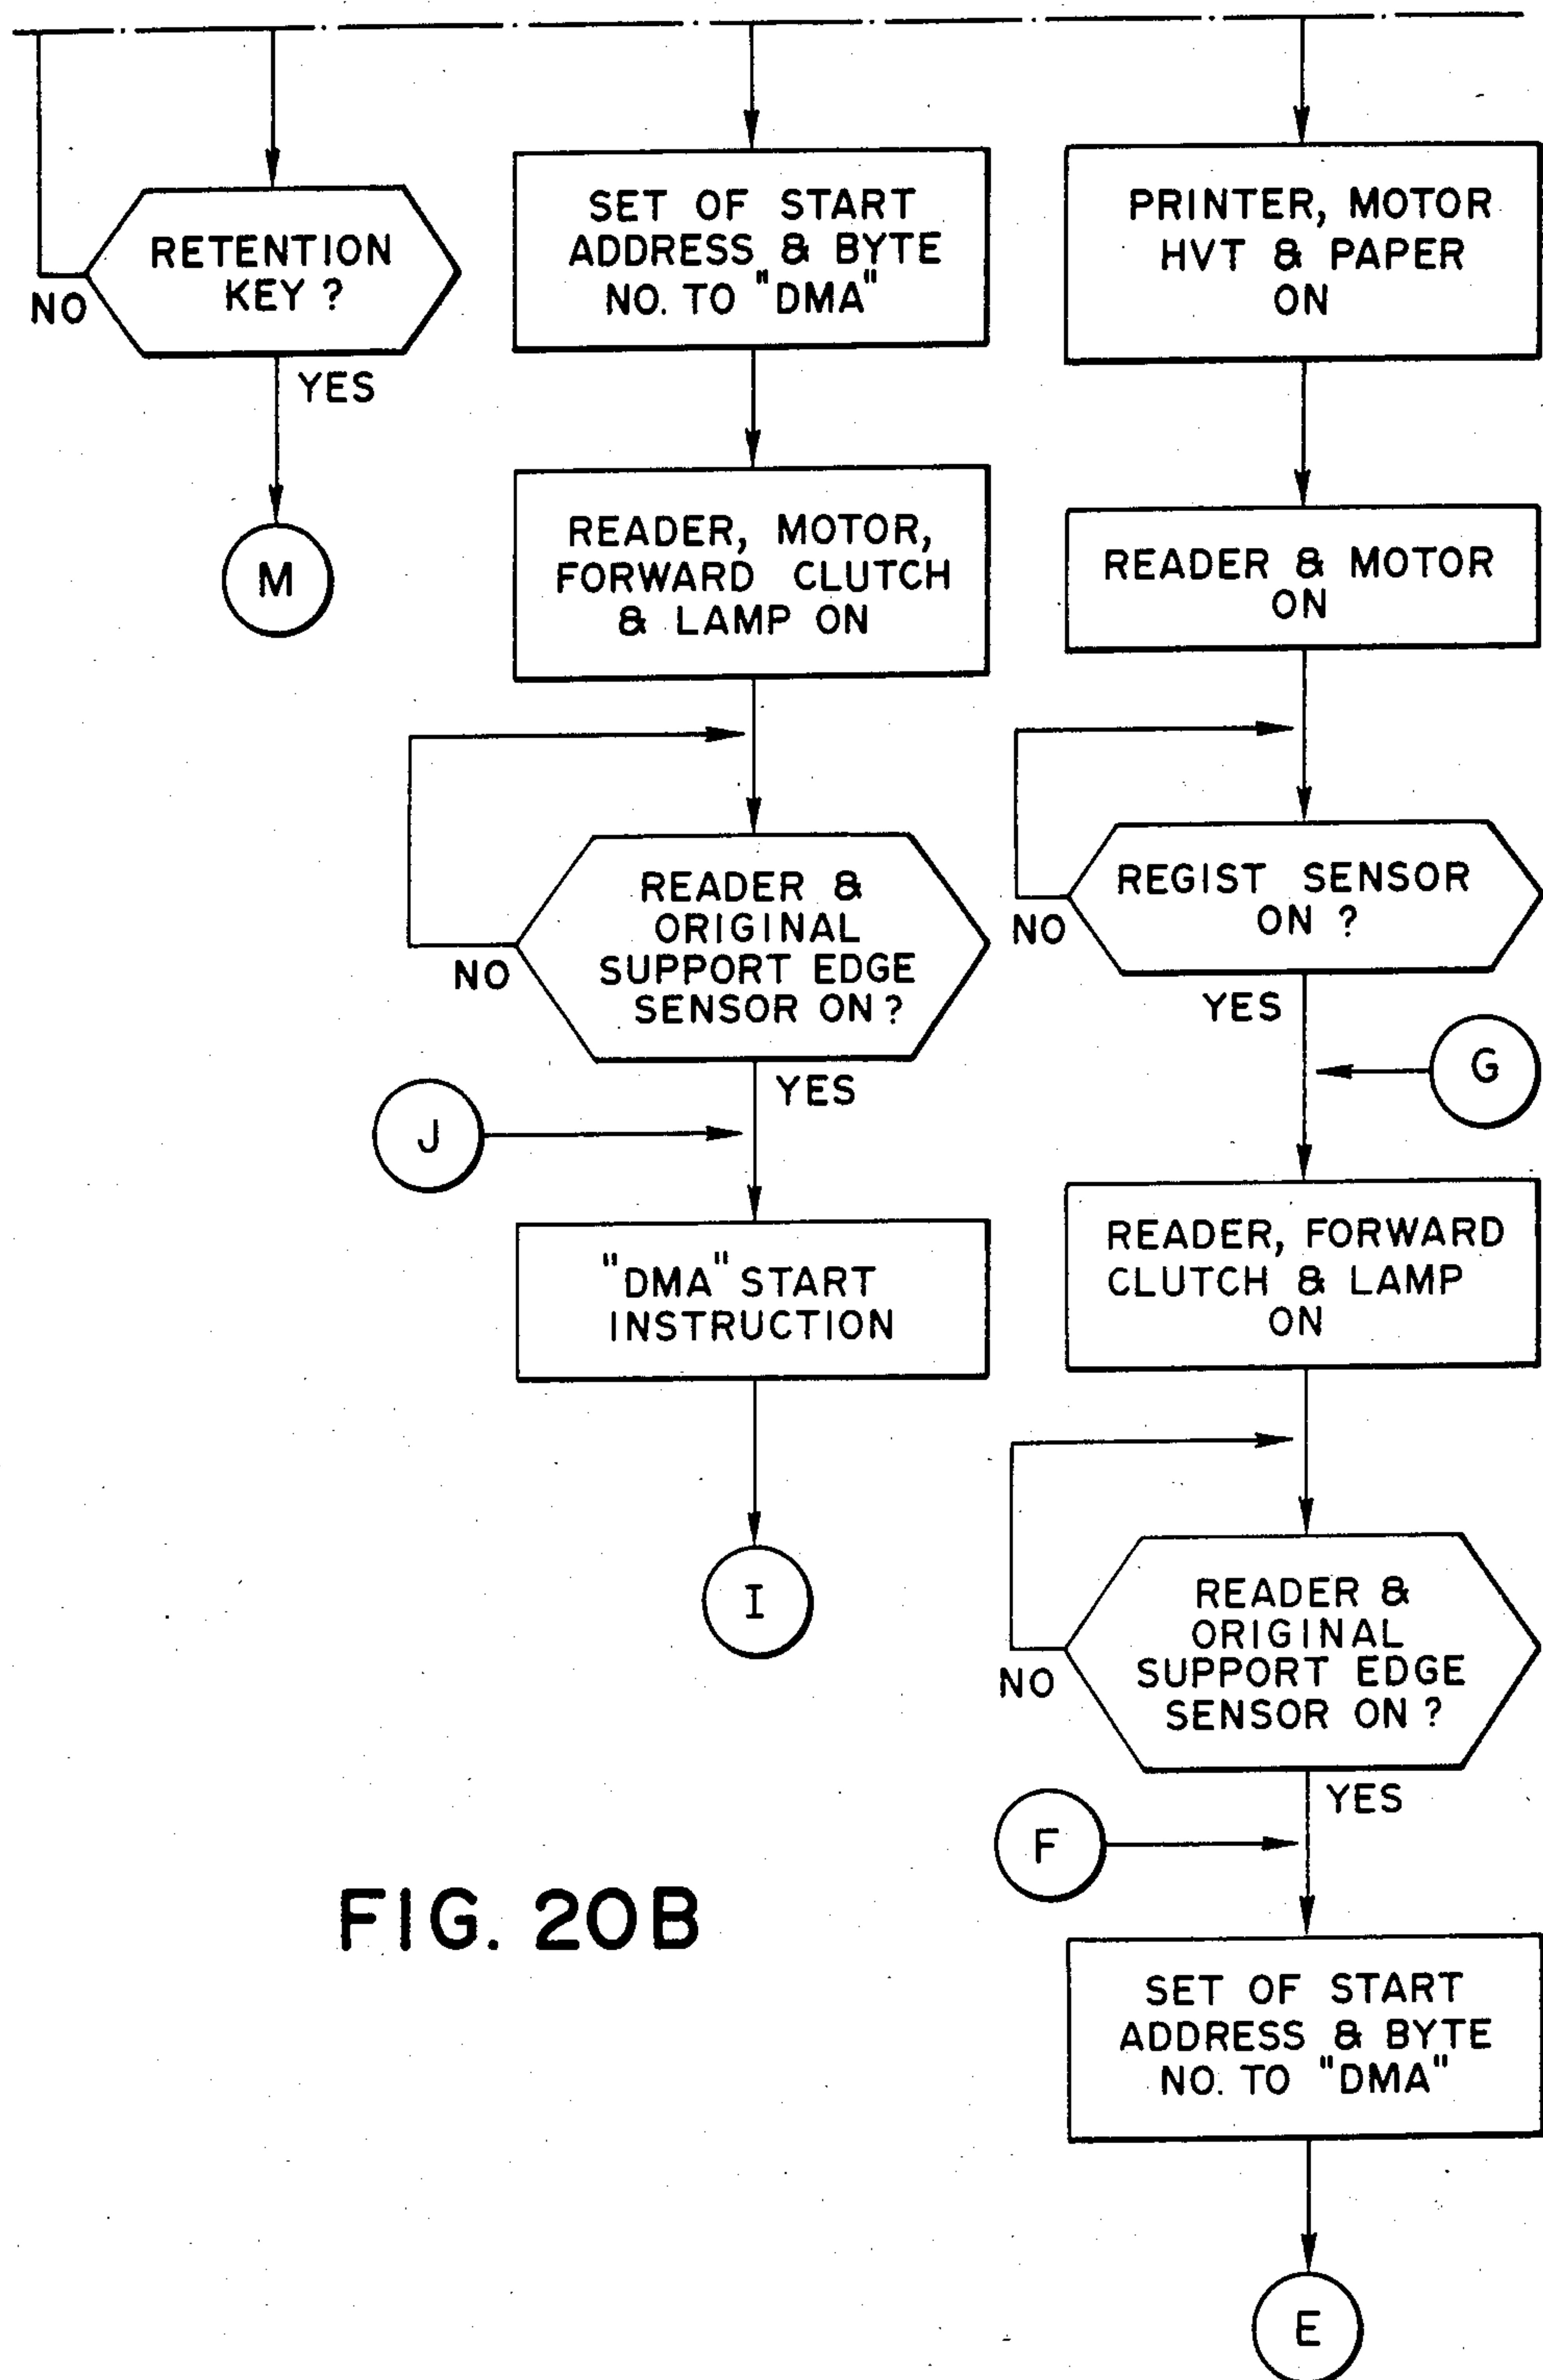 RETENTION
KEY ?
NO
YES
M
SET OF START
ADDRESS & BYTE
NO. TO "DMA"
READER, MOTOR,
FORWARD CLUTCH
& LAMP ON
READER &
ORIGINAL
SUPPORT EDGE
SENSOR ON ?
NO
YES
J
"DMA" START
INSTRUCTION
I
PRINTER, MOTOR
HVT & PAPER
ON
READER & MOTOR
ON
REGIST SENSOR
ON ?
NO
YES
G
READER, FORWARD
CLUTCH & LAMP
ON
READER &
ORIGINAL
SUPPORT EDGE
SENSOR ON ?
NO
YES
F
SET OF START
ADDRESS & BYTE
NO. TO "DMA"
E
FIG. 20B